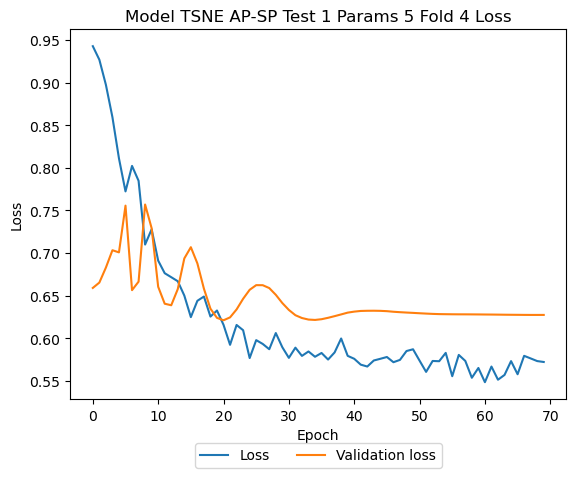 Model TSNE AP-SP Test 1 Params 5 Fold 4 Loss
Loss
0.95
0.90
0.85
0.80
0.75
0.70
0.65
0.60
0.55
0 10 20 30 40 50 60 70
Epoch
Loss Validation loss